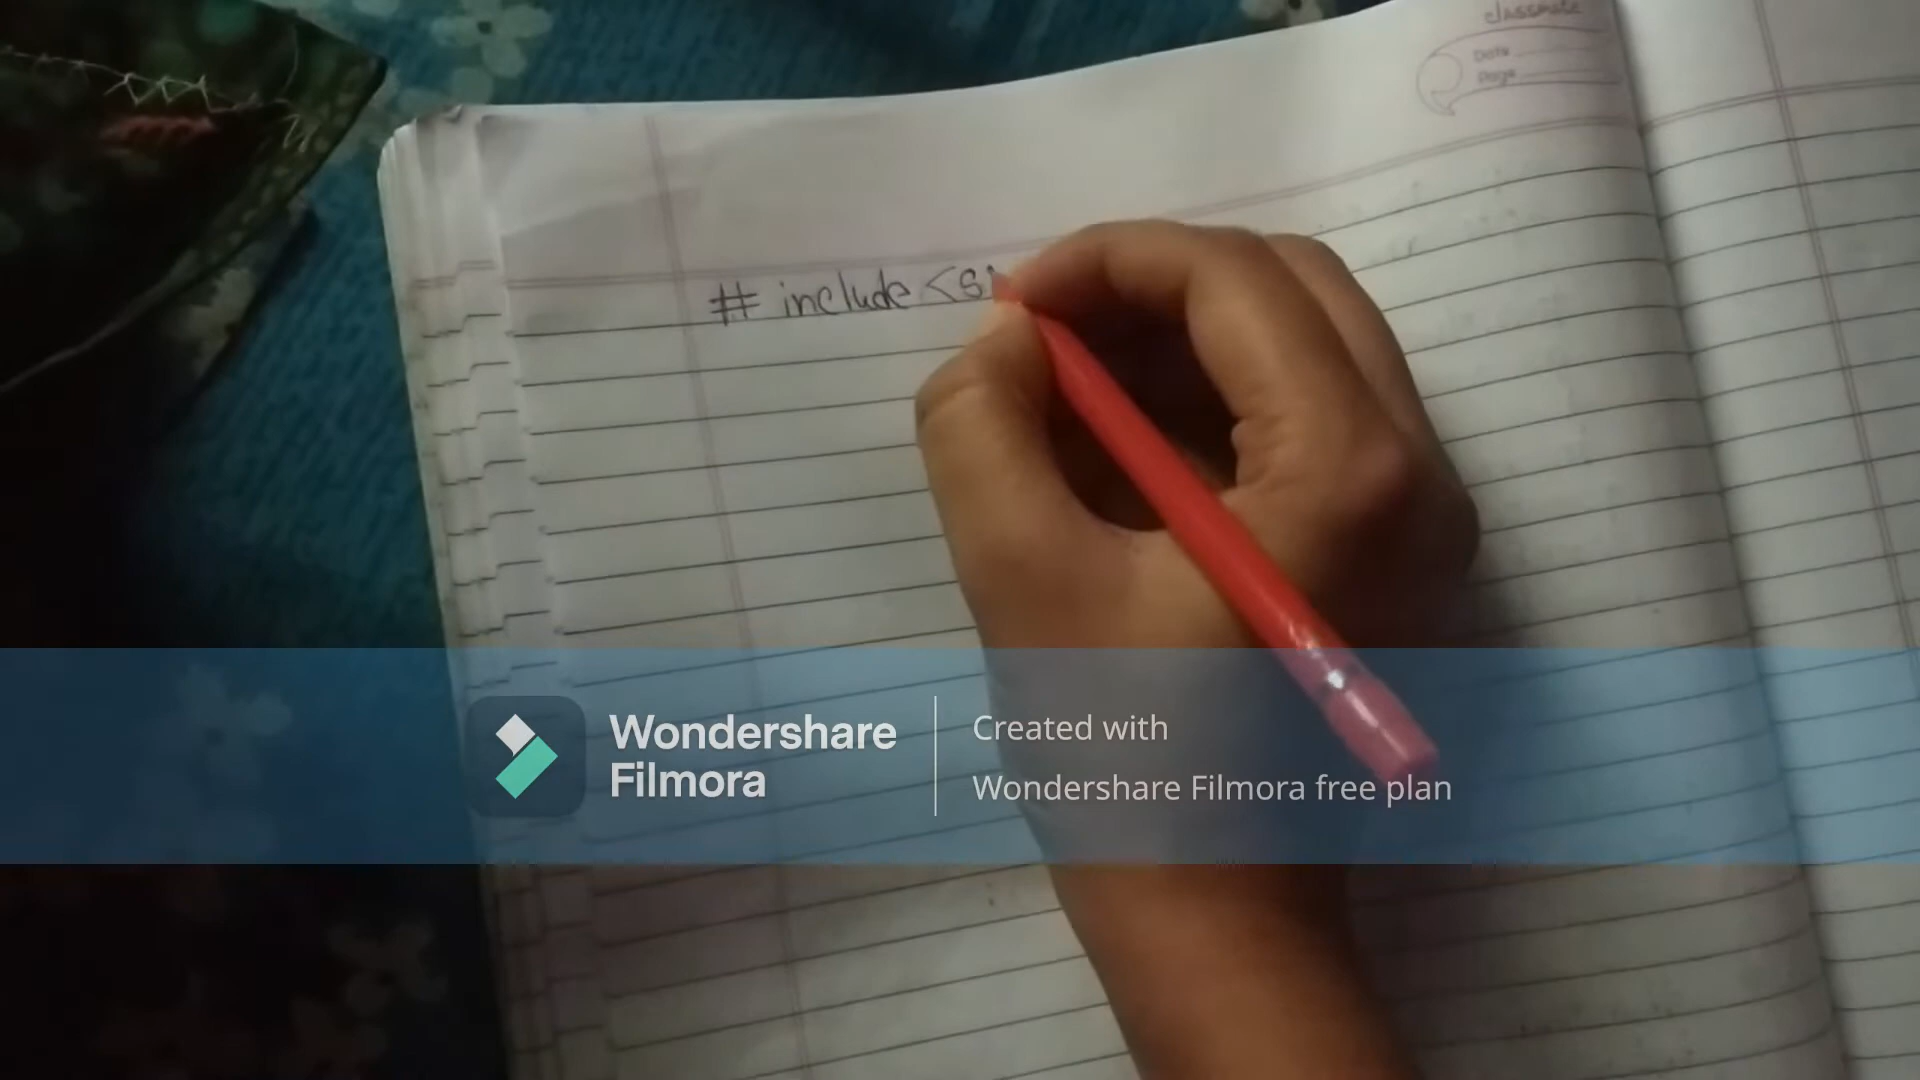 classmate
Date
Page
# include <s
Wondershare
Filmora
Created with
Wondershare Filmora free plan